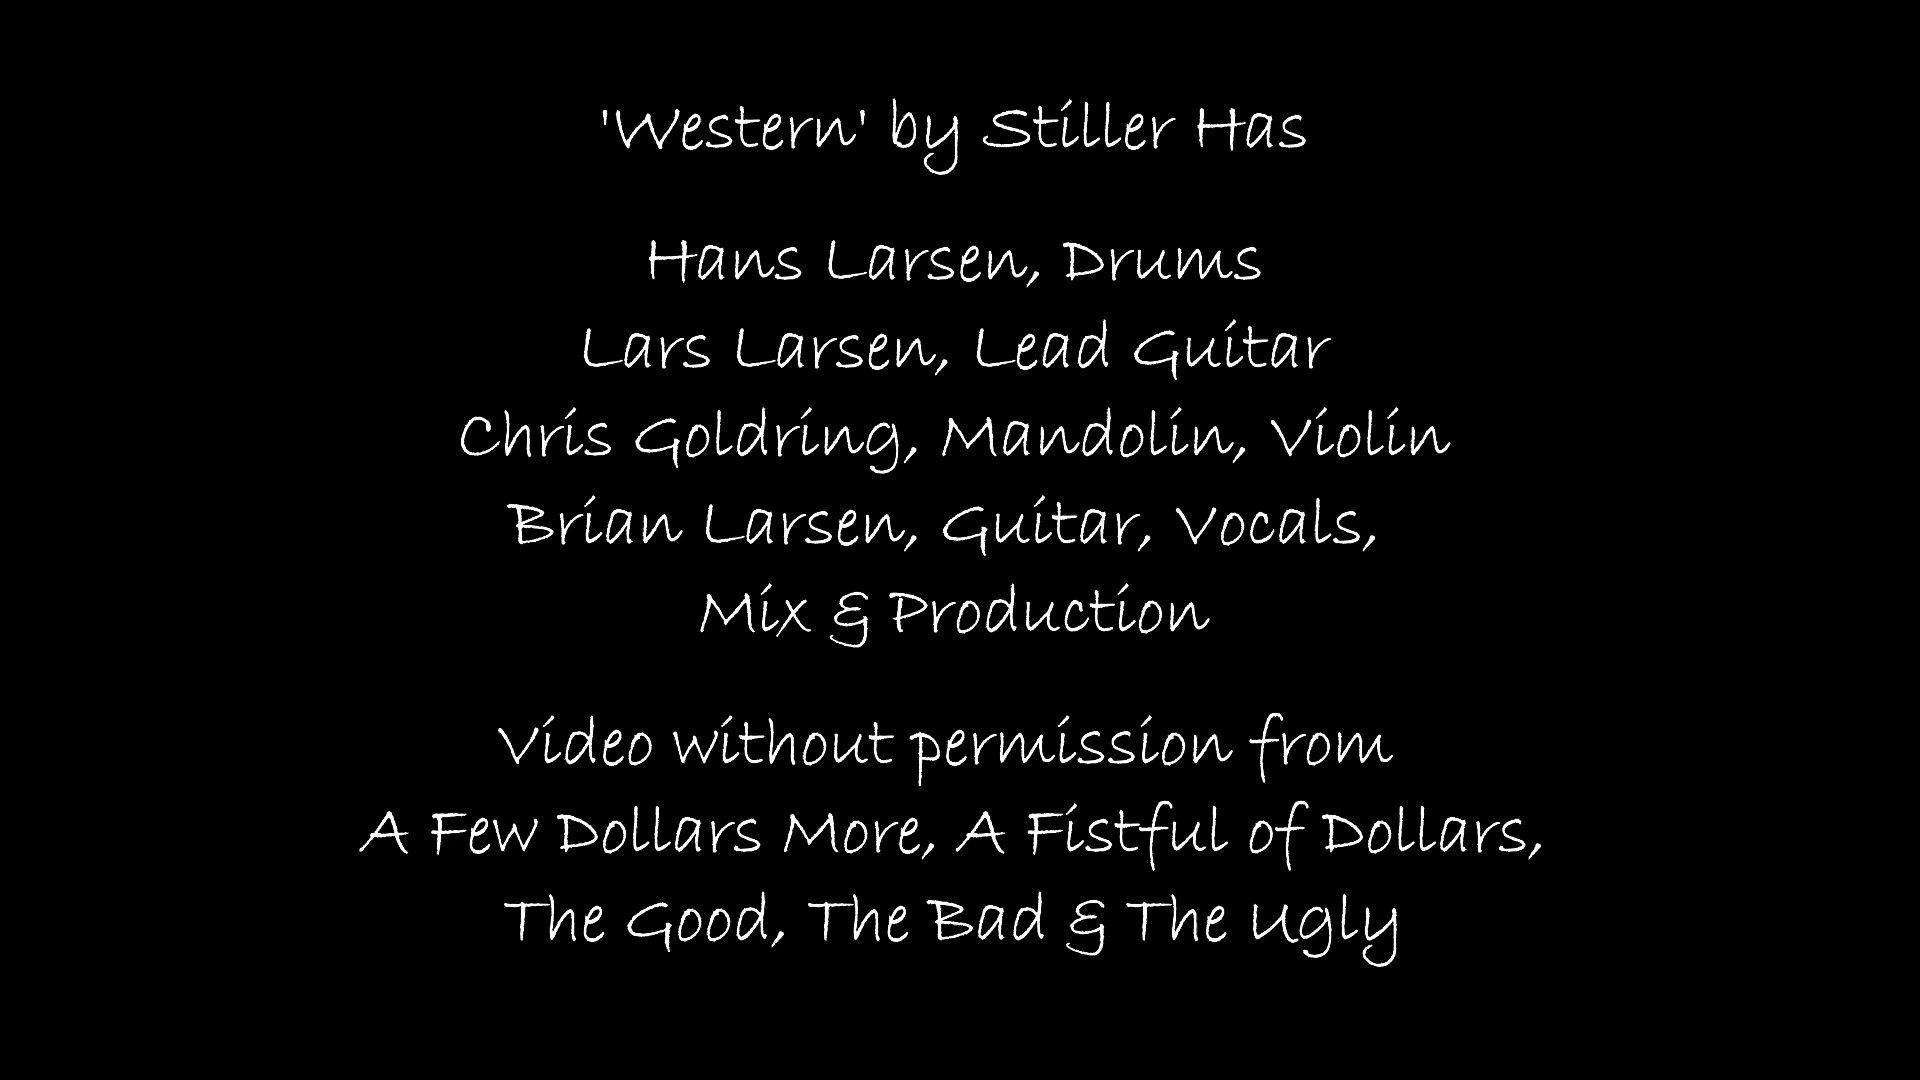 'Western' by Stiller Has
Hans Larsen, Drums
Lars Larsen, Lead Guitar
Chris Goldring, Mandolin, Violin
Brian Larsen, Guitar, Vocals,
Mix & Production
Video without permission from
A Few Dollars More, A Fistful of Dollars,
The Good, The Bad & The Ugly